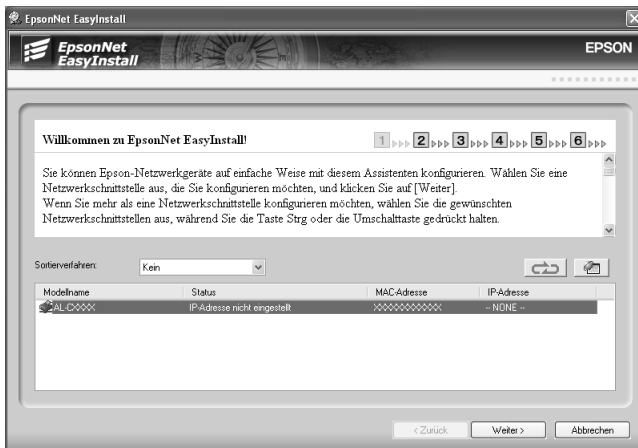 EpsonNet EasyInstall
EpsonNet
EasyInstall
EPSON
Willkommen zu EpsonNet EasyInstall!
1 2 3 4 5 6
Sie können Epson-Netzwerkgeräte auf einfache Weise mit diesem Assistenten konfigurieren. Wählen Sie eine
Netzwerkschnittstelle aus, die Sie konfigurieren möchten, und klicken Sie auf [Weiter].
Wenn Sie mehr als eine Netzwerkschnittstelle konfigurieren möchten, wählen Sie die gewünschten
Netzwerkschnittstellen aus, während Sie die Taste Strg oder die Umschalttaste gedrückt halten.
Sortierverfahren: Kein
Modellname Status MAC-Adresse IP-Adresse
AL-CXXXX IP-Adresse nicht eingestellt XXXXXXXXXXXX -- NONE --
< Zurück Weiter > Abbrechen